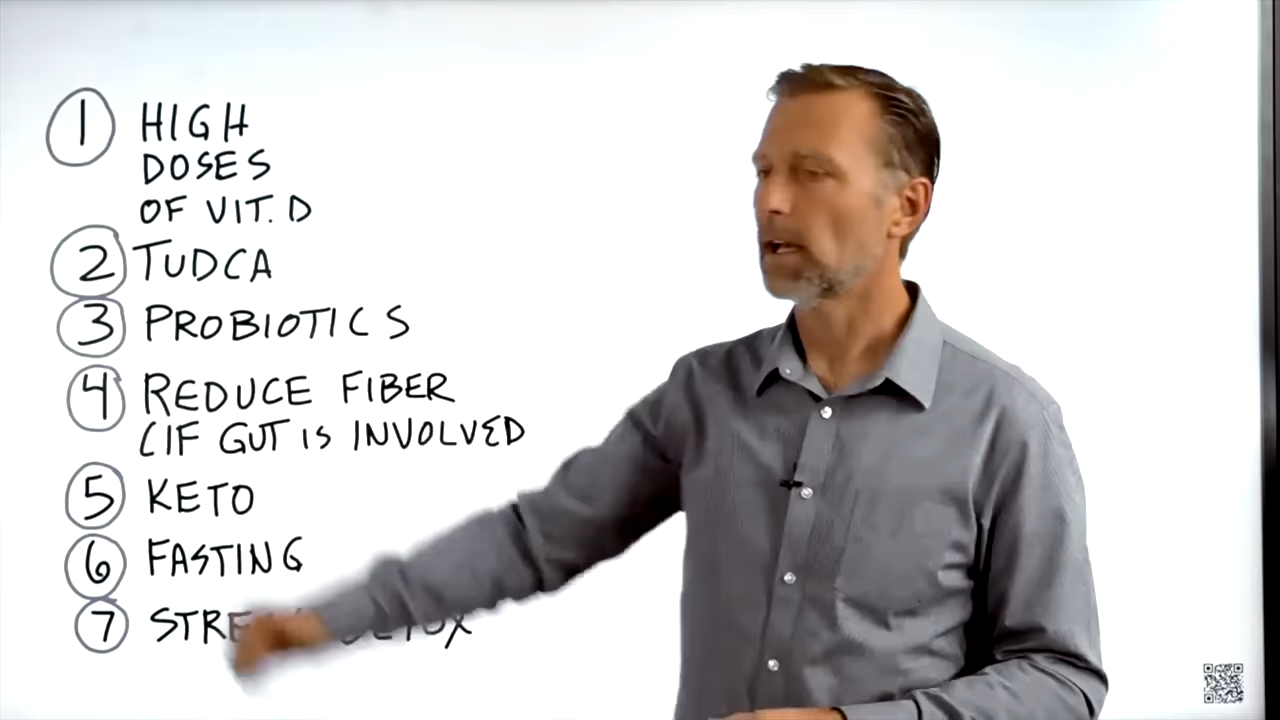 1 HIGH
DOSES
OF VIT. D
2 TUDCA
3 PROBIOTICS
4 REDUCE FIBER
(IF GUT IS INVOLVED
5 KETO
6 FASTING
7